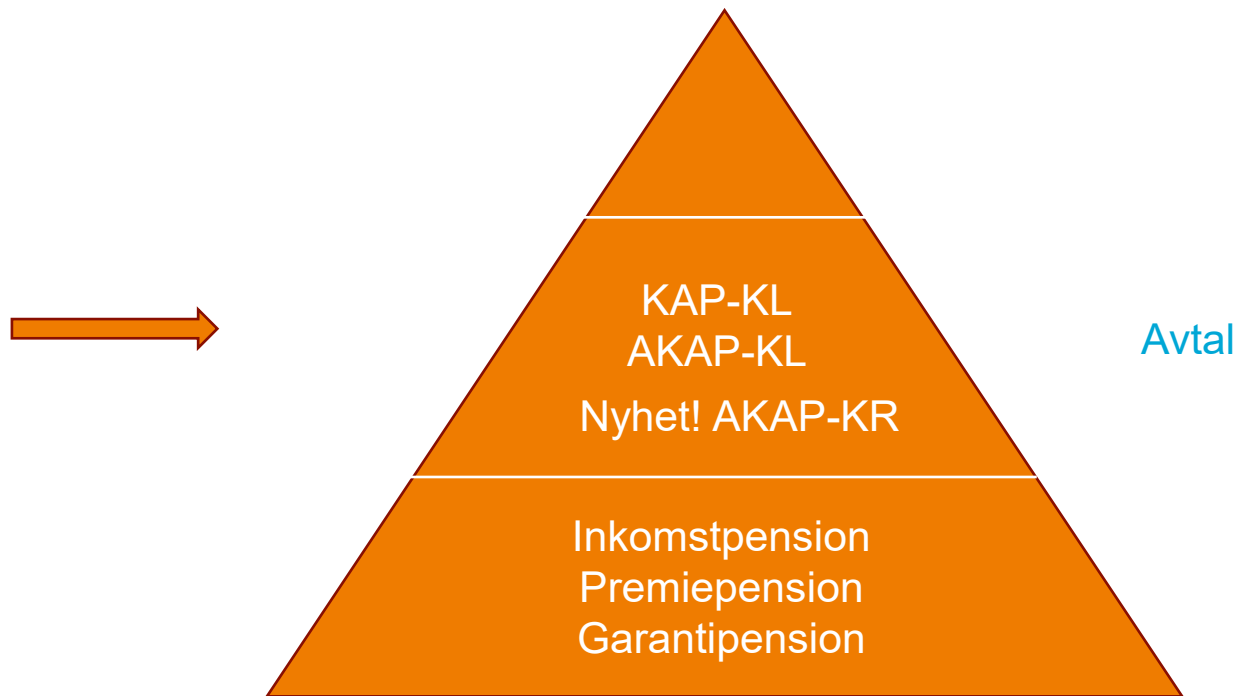 KAP-KL
AKAP-KL
Nyhet! AKAP-KR
Avtal
Inkomstpension
Premiepension
Garantipension